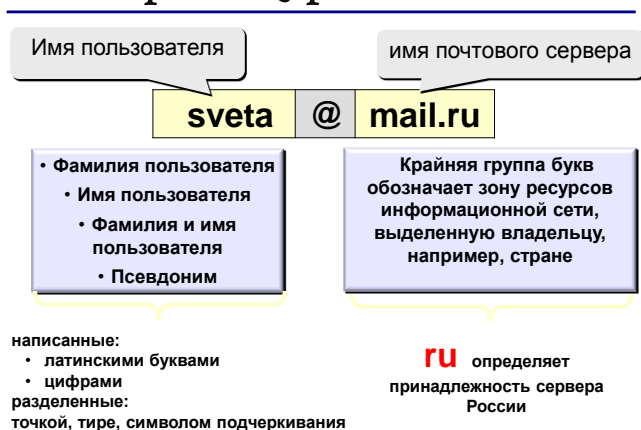 Имя пользователя
имя почтового сервера
sveta @ mail.ru
• Фамилия пользователя
• Имя пользователя
• Фамилия и имя
пользователя
• Псевдоним
Крайняя группа букв
обозначает зону ресурсов
информационной сети,
выделенную владельцу,
например, стране
написанные:
• латинскими буквами
• цифрами
разделенные:
точкой, тире, символом подчеркивания
ru определяет
принадлежность сервера
России